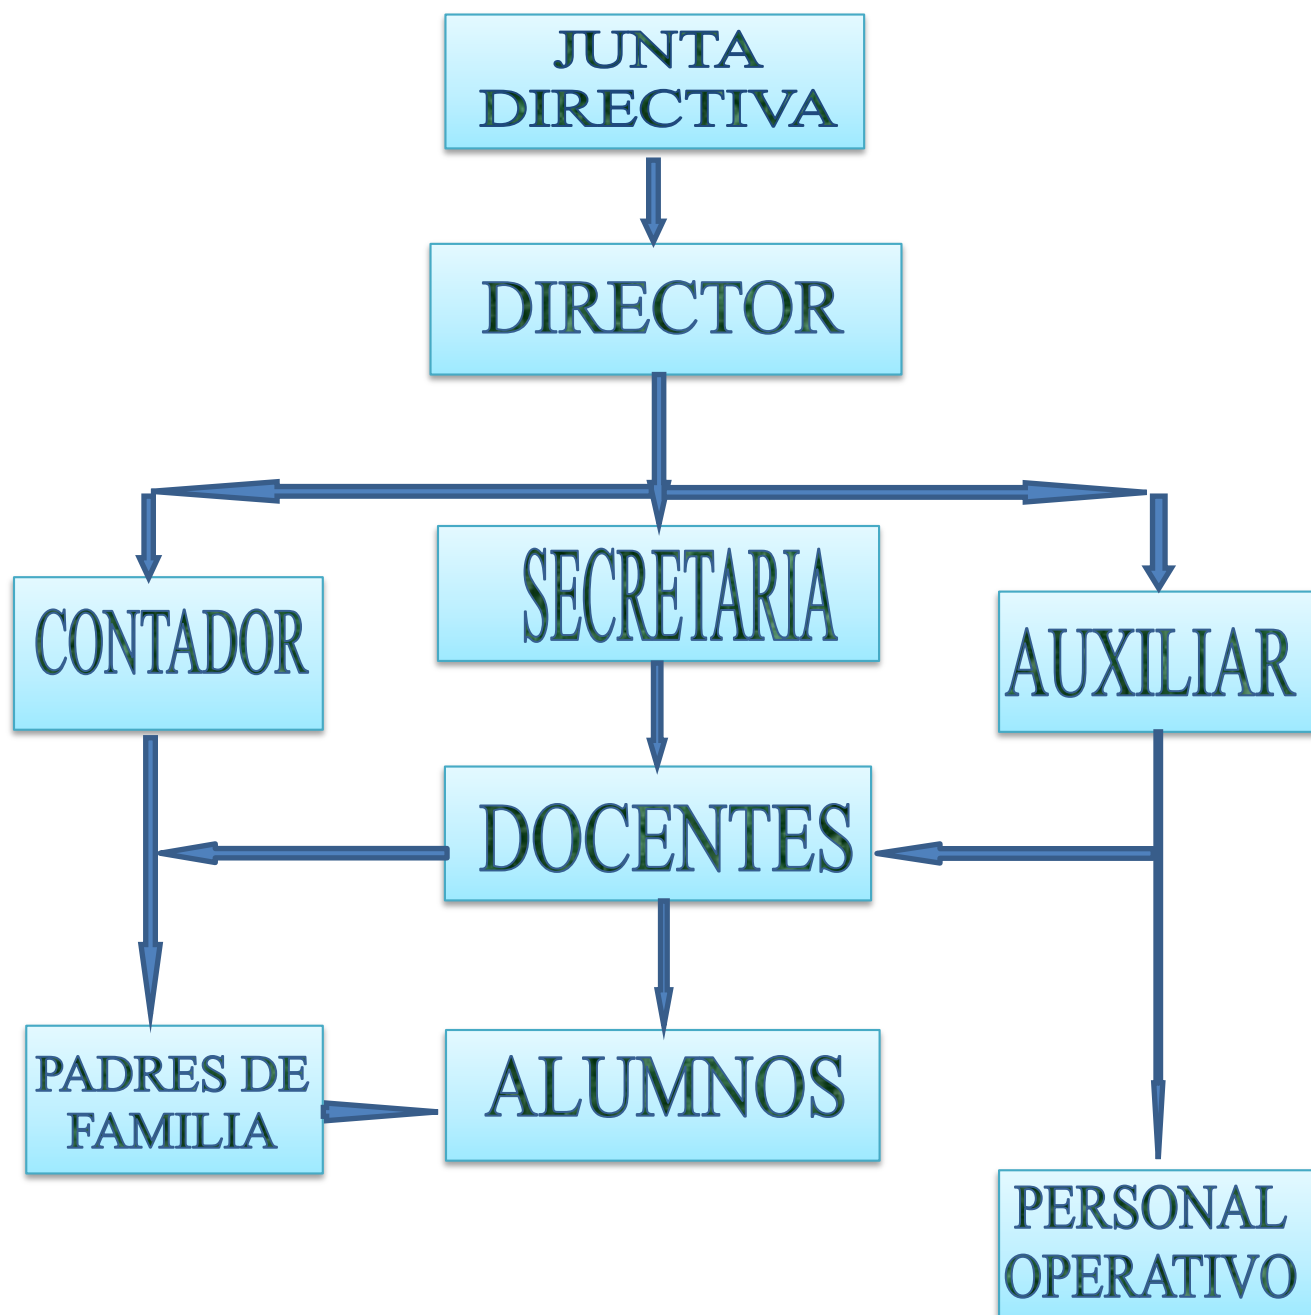 JUNTA
DIRECTIVA
DIRECTOR
CONTADOR
SECRETARIA
AUXILIAR
DOCENTES
PADRES DE
FAMILIA
ALUMNOS
PERSONAL
OPERATIVO